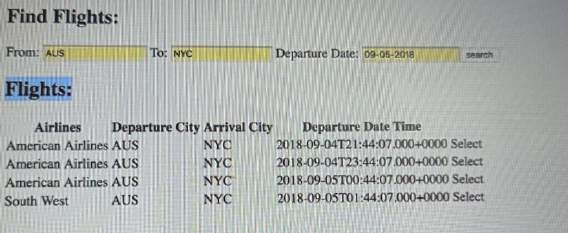 Find Flights:
From: AUS To: NYC Departure Date: 09-05-2018 search
Flights:
Airlines Departure City Arrival City Departure Date Time
American Airlines AUS NYC 2018-09-04T21:44:07.000+0000 Select
American Airlines AUS NYC 2018-09-04T23:44:07.000+0000 Select
American Airlines AUS NYC 2018-09-05T00:44:07.000+0000 Select
South West AUS NYC 2018-09-05T01:44:07.000+0000 Select